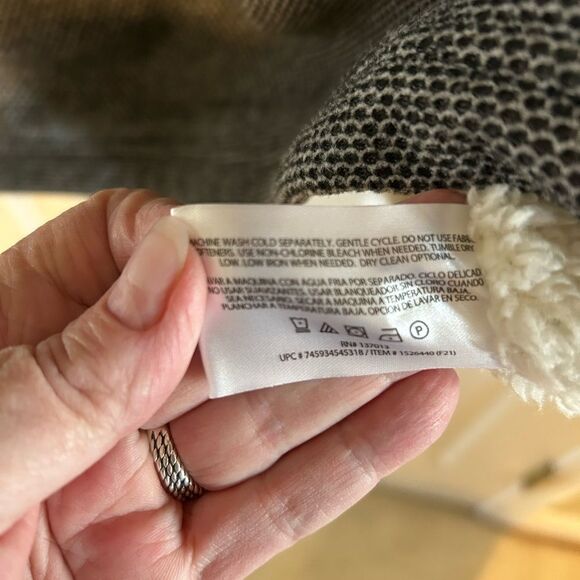 MACHINE WASH COLD SEPARATELY. GENTLE CYCLE. DO NOT USE FABRIC
SOFTENERS. USE NON-CHLORINE BLEACH WHEN NEEDED. TUMBLE DRY
LOW. LOW IRON WHEN NEEDED. DRY CLEAN OPTIONAL.
LAVAR A MAQUINA CON AGUA FRIA POR SEPARADO. CICLO DELICADO.
NO USAR SUAVIZANTES. USAR BLANQUEADOR SIN CLORO CUANDO
SEA NECESARIO. SECAR A MAQUINA A TEMPERATURA BAJA.
PLANCHAR A TEMPERATURA BAJA. OPCION DE LAVAR EN SECO.
P
RN# 137013
UPC # 745934545318 / ITEM # 1526440 (F21)